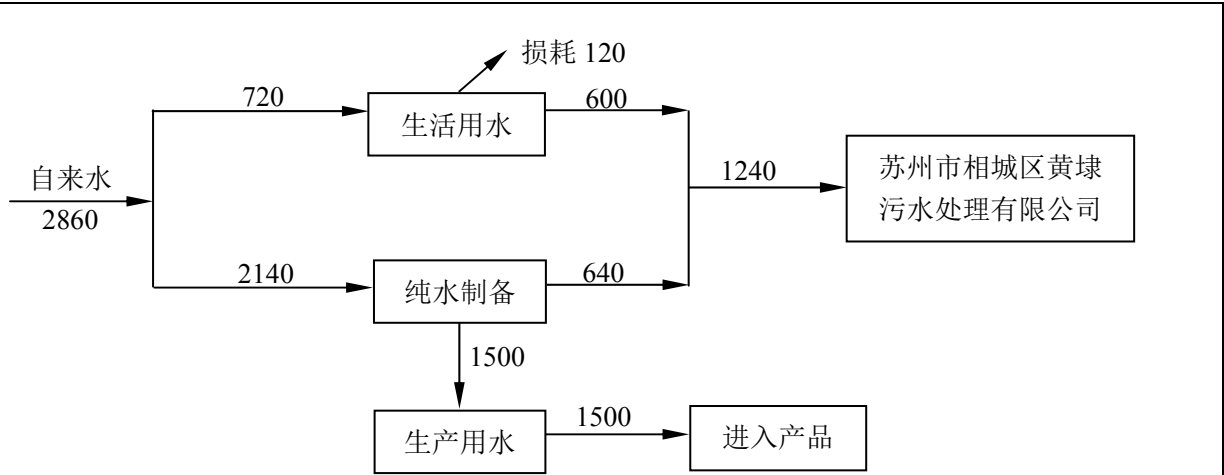 损耗 120
720
生活用水
600
自来水
2860
1240
苏州市相城区黄埭
污水处理有限公司
2140
纯水制备
640
1500
生产用水
1500
进入产品